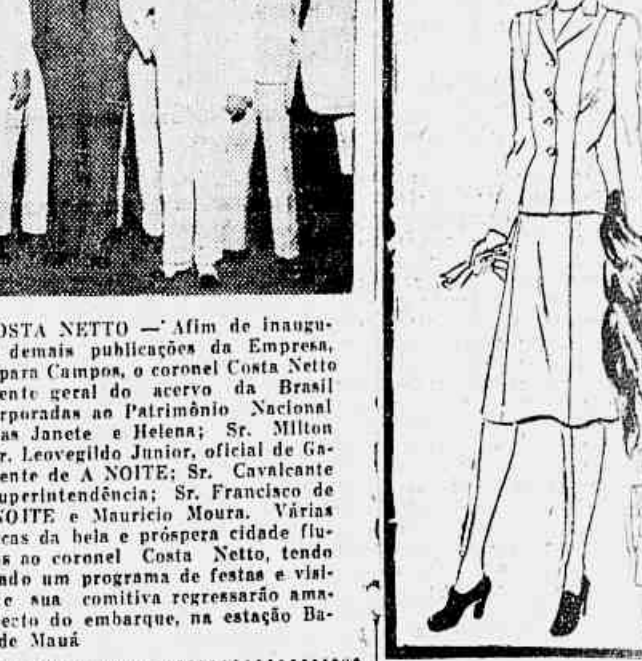 OSTA NETTO — Afim de inaugu-
demais publicações da Empresa,
para Campos, o coronel Costa Netto
ente geral do acervo da Brasil
rporadas ao Patrimônio Nacional
as Janete e Helena; Sr. Milton
r. Leovegildo Junior, oficial de Ga-
ente de A NOITE; Sr. Cavalcante
uperintendência; Sr. Francisco de
NOITE e Mauricio Moura. Várias
cas da bela e próspera cidade flu-
s ao coronel Costa Netto, tendo
ado um programa de festas e visi-
e sua comitiva regressarão ama-
ecto do embarque, na estação Ba-
de Mauá